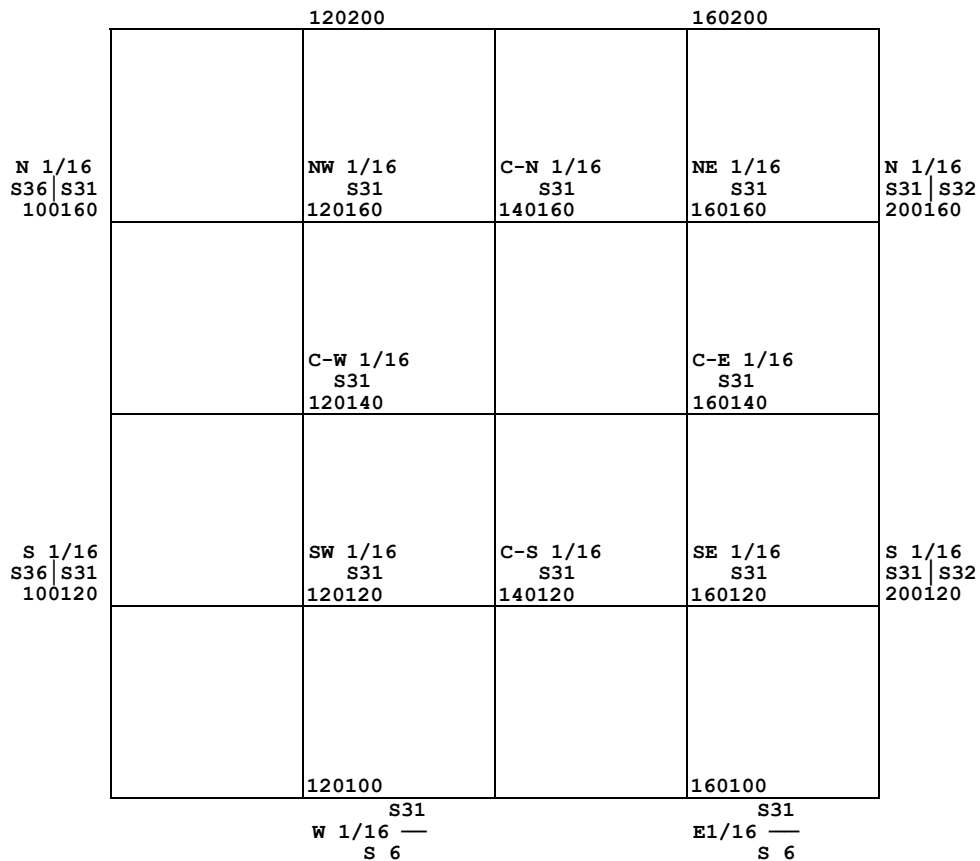 120200 160200
N 1/16 NW 1/16 C-N 1/16 NE 1/16 N 1/16
S36|S31 S31 S31 S31 S31|S32
100160 120160 140160 160160 200160
C-W 1/16 C-E 1/16
S31 S31
120140 160140
S 1/16 SW 1/16 C-S 1/16 SE 1/16 S 1/16
S36|S31 S31 S31 S31 S31|S32
100120 120120 140120 160120 200120
120100 160100
S31 S31
W 1/16 — E1/16 —
S 6 S 6